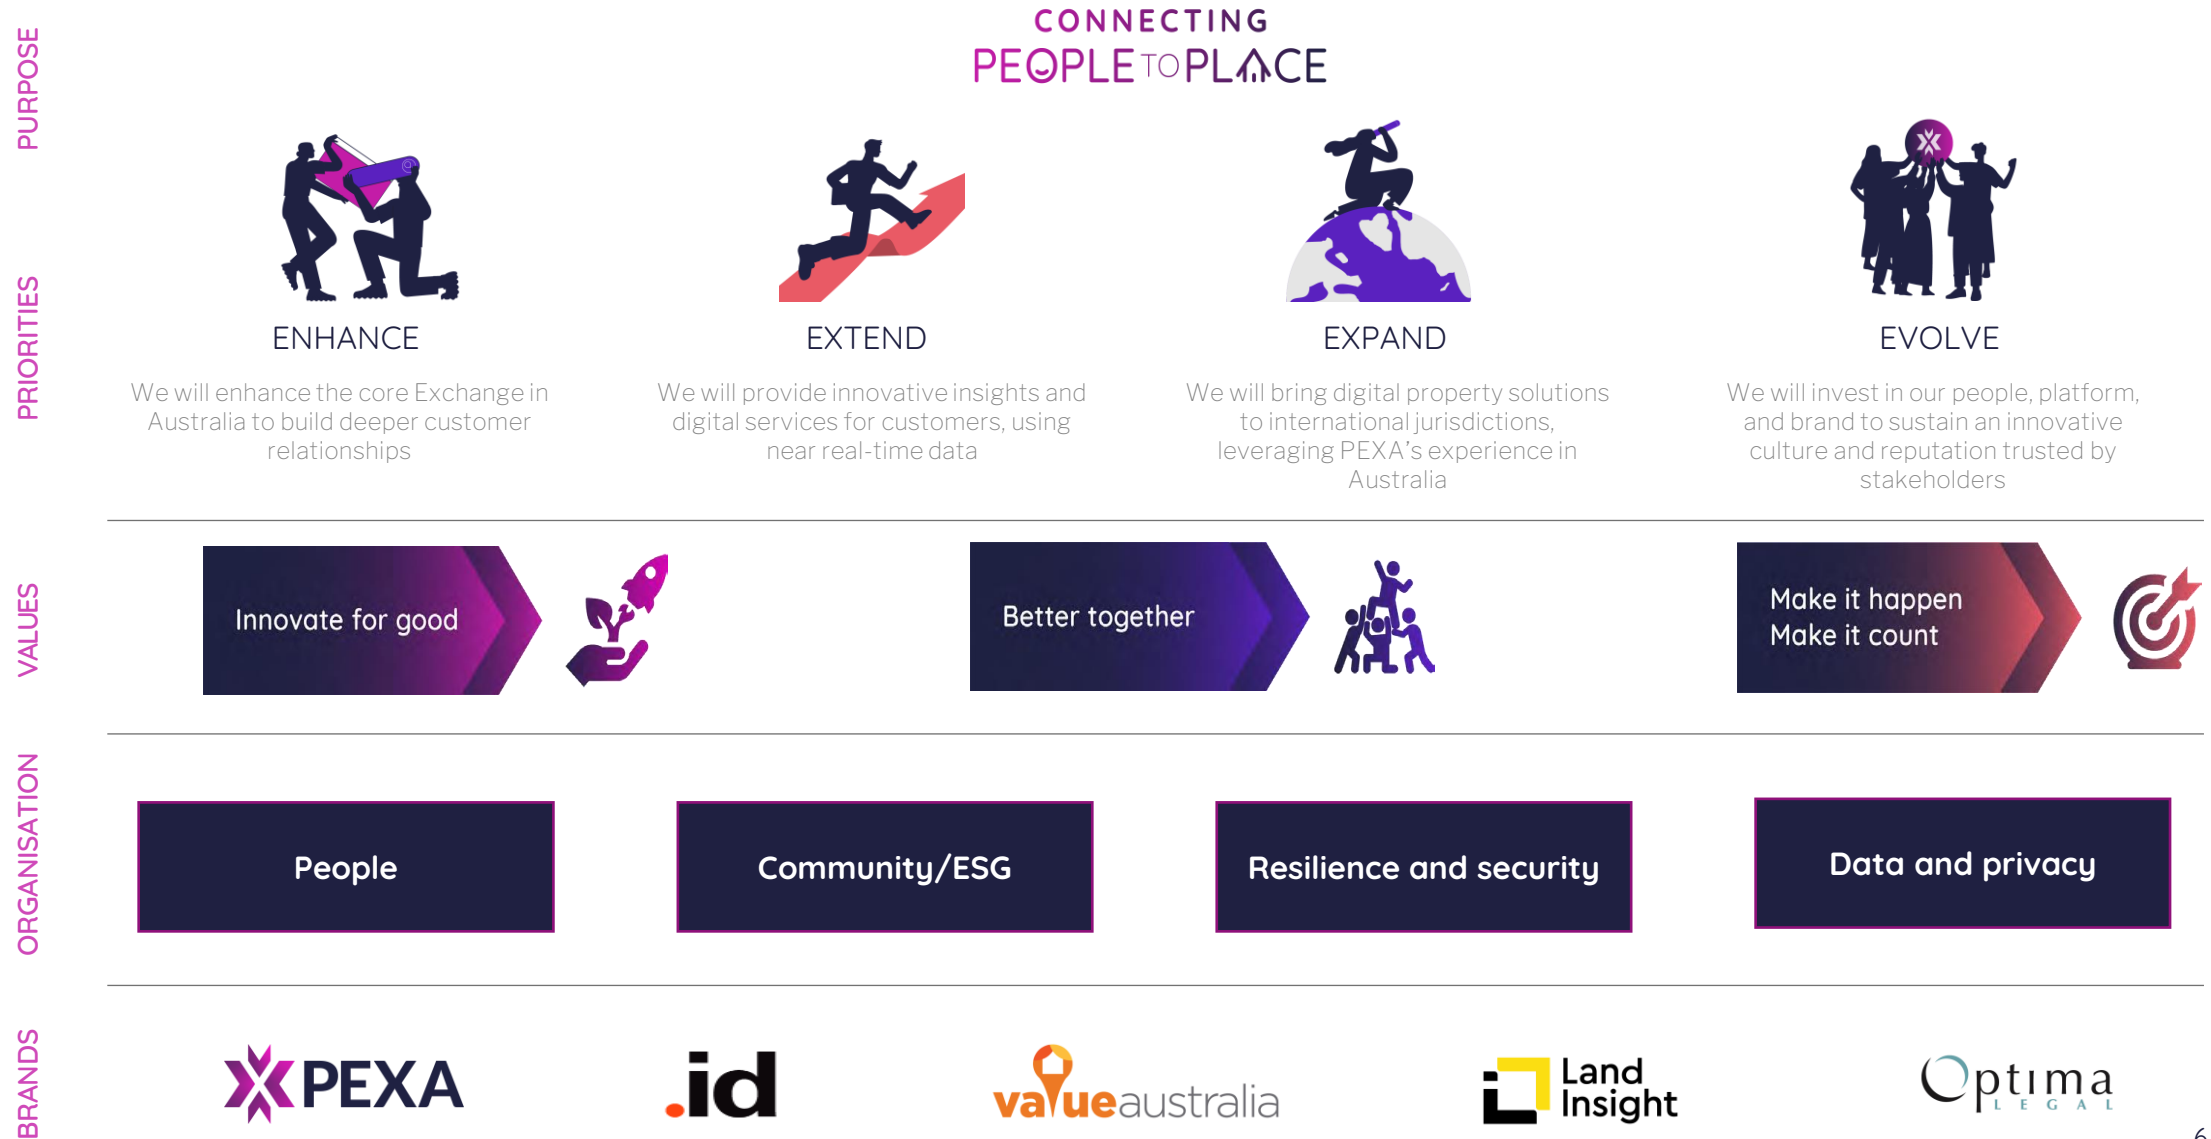 PURPOSE
CONNECTING
PEOPLE TO PLACE
PRIORITIES
ENHANCE
We will enhance the core Exchange in
Australia to build deeper customer
relationships
EXTEND
We will provide innovative insights and
digital services for customers, using
near real-time data
EXPAND
We will bring digital property solutions
to international jurisdictions,
leveraging PEXA’s experience in
Australia
EVOLVE
We will invest in our people, platform,
and brand to sustain an innovative
culture and reputation trusted by
stakeholders
VALUES
Innovate for good
Better together
Make it happen
Make it count
ORGANISATION
People
Community/ESG
Resilience and security
Data and privacy
BRANDS
PEXA
.id
valueaustralia
Land
Insight
Optima
LEGAL
6